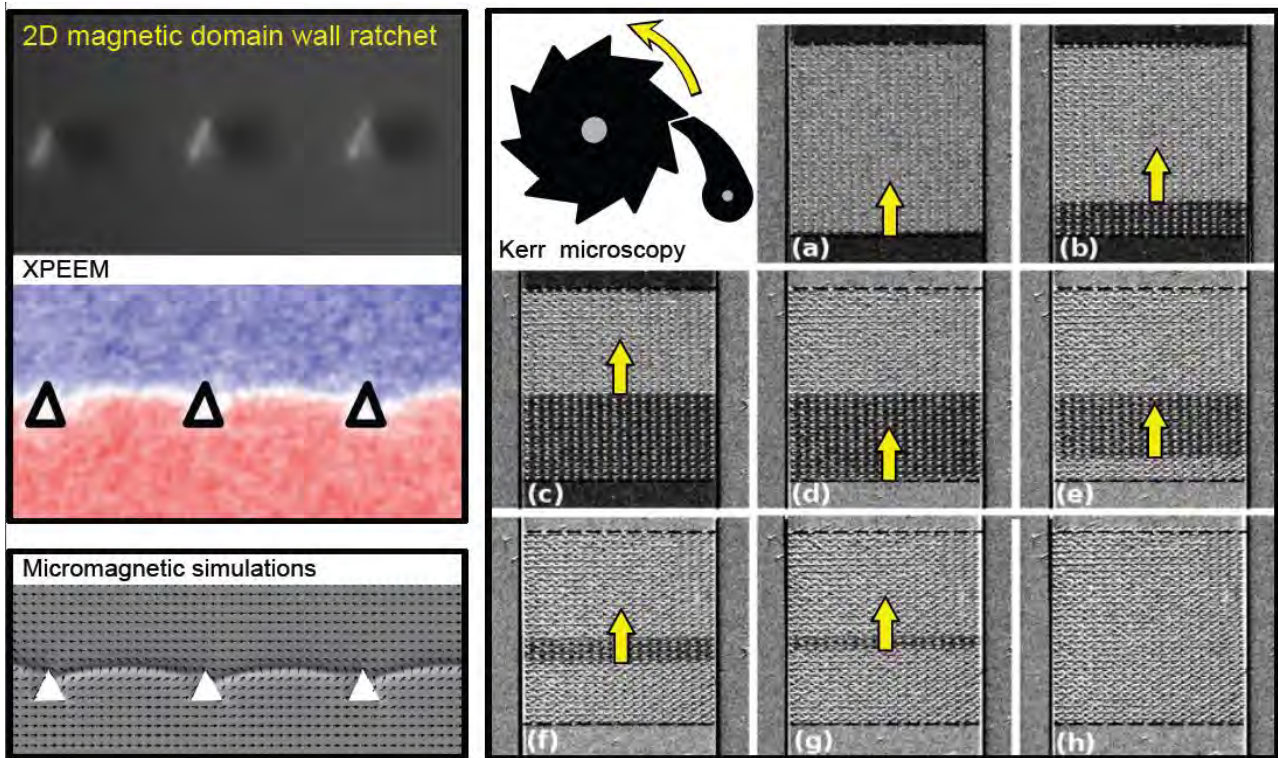 2D magnetic domain wall ratchet
XPEEM
Micromagnetic simulations
Kerr microscopy
(a)
(b)
(c)
(d)
(e)
(f)
(g)
(h)